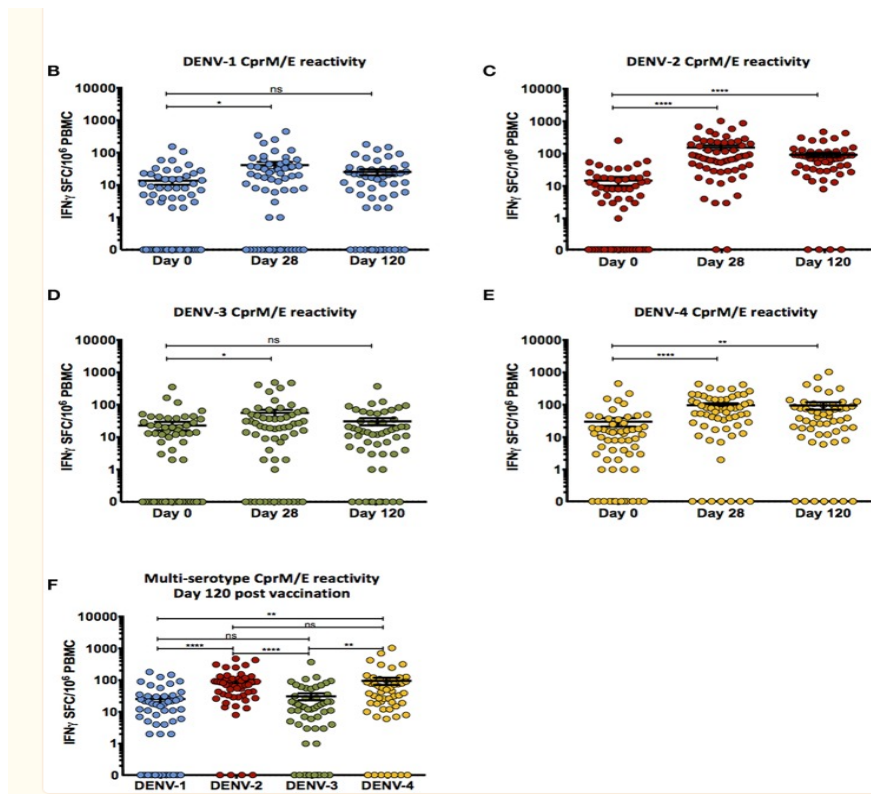 B
DENV-1 CprM/E reactivity
ns
*
10000
1000
100
10
1
0
IFNγ SFC/10⁶ PBMC
Day 0 Day 28 Day 120
C
DENV-2 CprM/E reactivity
****
****
10000
1000
100
10
1
0
IFNγ SFC/10⁶ PBMC
Day 0 Day 28 Day 120
D
DENV-3 CprM/E reactivity
ns
*
10000
1000
100
10
1
0
IFNγ SFC/10⁶ PBMC
Day 0 Day 28 Day 120
E
DENV-4 CprM/E reactivity
**
****
10000
1000
100
10
1
0
IFNγ SFC/10⁶ PBMC
Day 0 Day 28 Day 120
F
Multi-serotype CprM/E reactivity
Day 120 post vaccination
**
ns
ns
**** **** **
10000
1000
100
10
1
0
IFNγ SFC/10⁶ PBMC
DENV-1 DENV-2 DENV-3 DENV-4